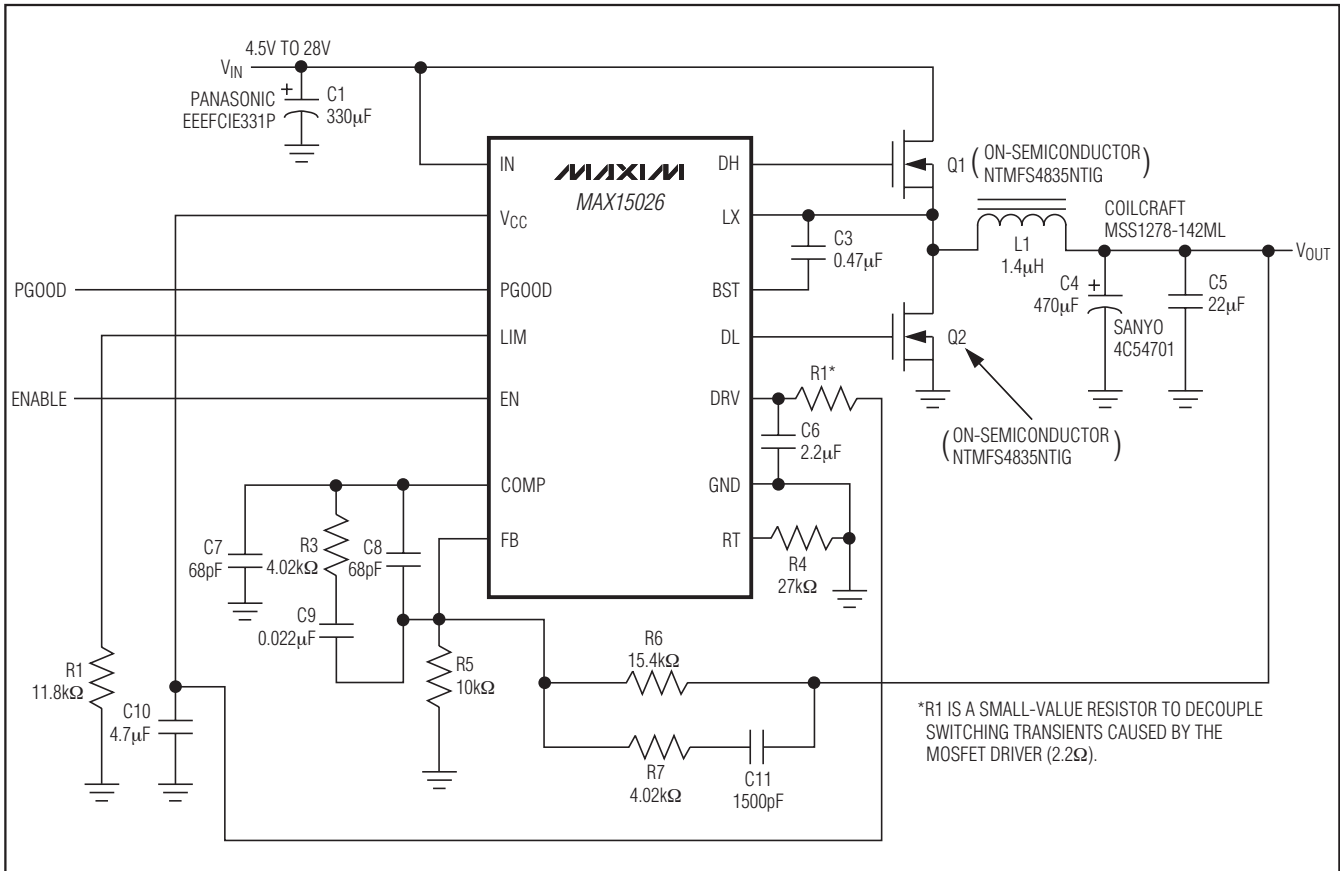 4.5V TO 28V
VIN
PANASONIC
EEEFCIE331P
+
C1
330µF
MAXIM
MAX15026
IN
VCC
PGOOD
LIM
EN
COMP
FB
DH
LX
BST
DL
DRV
GND
RT
PGOOD
ENABLE
Q1
(ON-SEMICONDUCTOR
NTMFS4835NTIG)
C3
0.47µF
L1
1.4µH
COILCRAFT
MSS1278-142ML
VOUT
C4
470µF
+
SANYO
4C54701
C5
22µF
Q2
(ON-SEMICONDUCTOR
NTMFS4835NTIG)
R1*
C6
2.2µF
R4
27kΩ
C7
68pF
R3
4.02kΩ
C8
68pF
C9
0.022µF
R5
10kΩ
R6
15.4kΩ
R7
4.02kΩ
C11
1500pF
R1
11.8kΩ
C10
4.7µF
*R1 IS A SMALL-VALUE RESISTOR TO DECOUPLE
SWITCHING TRANSIENTS CAUSED BY THE
MOSFET DRIVER (2.2Ω).